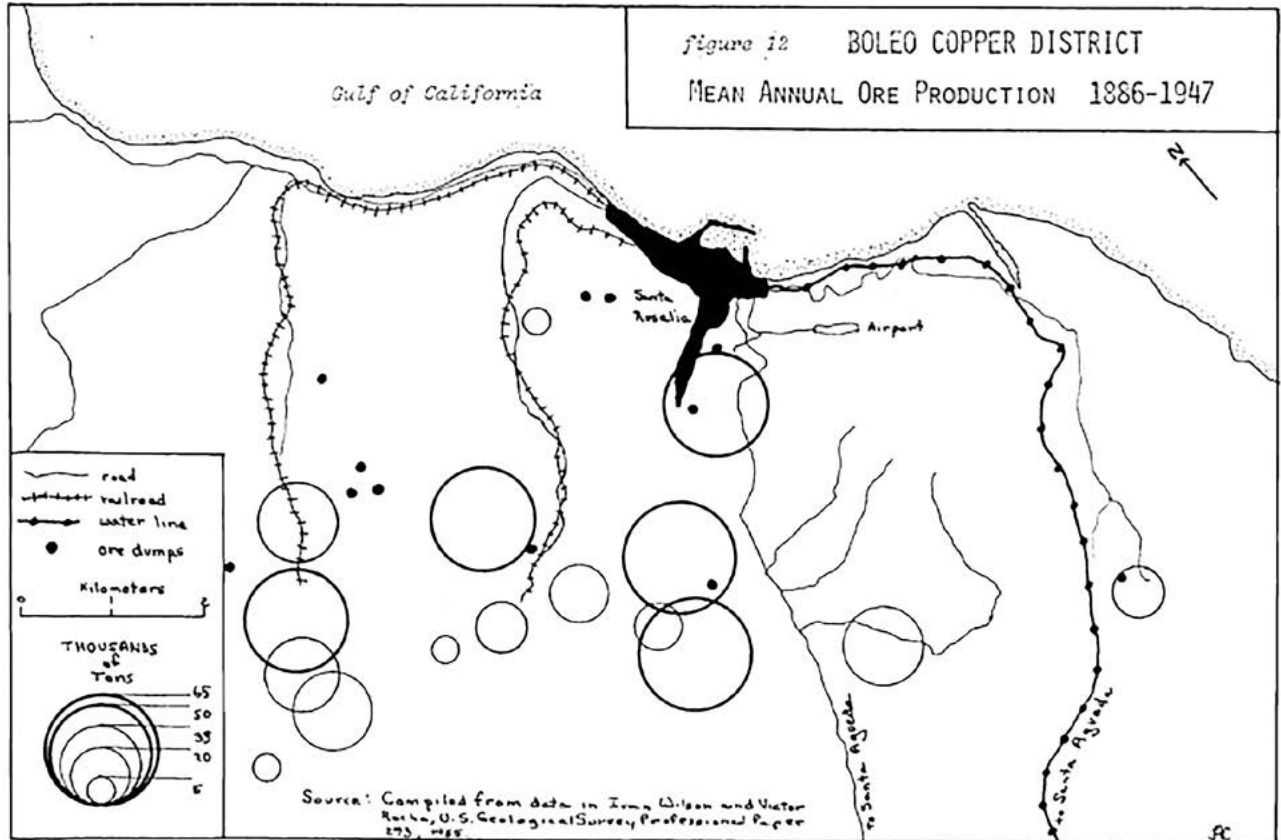 figure 12 BOLEO COPPER DISTRICT
MEAN ANNUAL ORE PRODUCTION 1886-1947
Gulf of California
N
Santa
Rosalia
Airport
road
railroad
water line
ore dumps
Kilometers
0 2
THOUSANDS
of
Tons
65
50
35
20
5
to Santa Agueda
to Santa Agueda
Source: Compiled from data in Ivan Wilson and Victor
Rocha, U.S. Geological Survey Professional Paper
273, 1955.